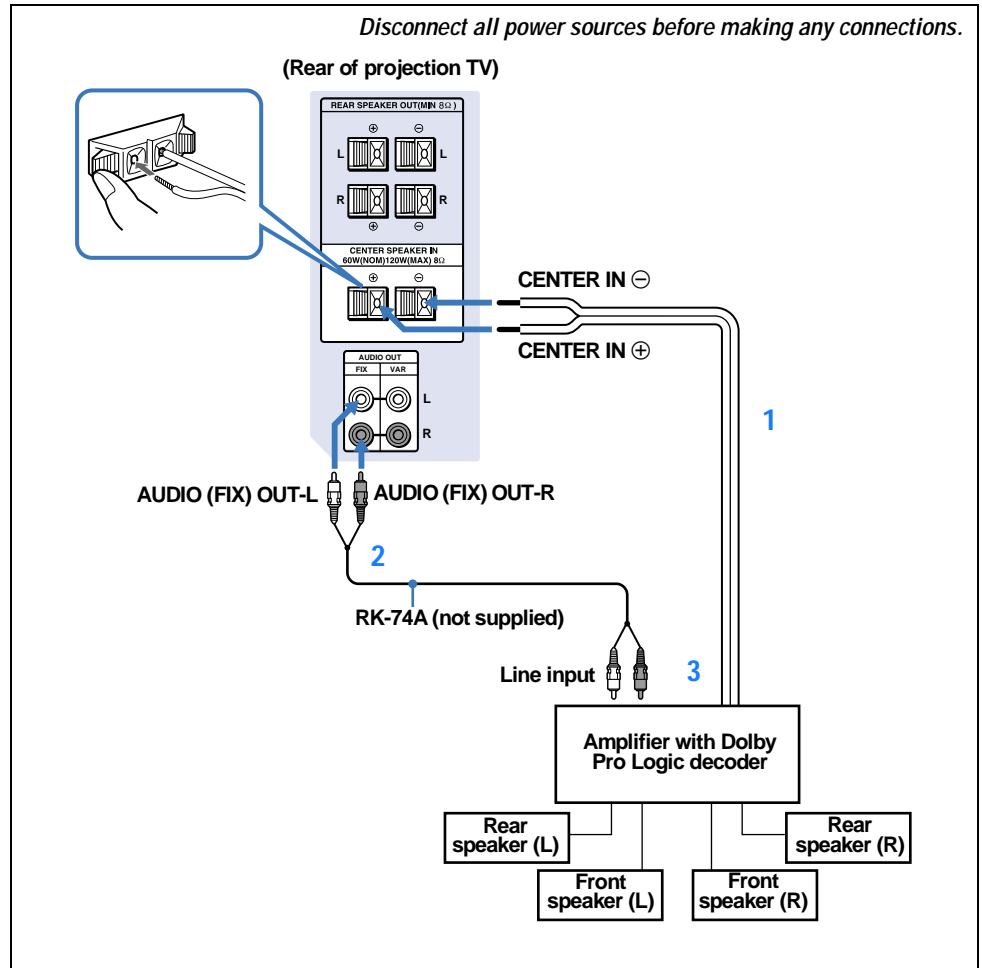 Disconnect all power sources before making any connections.
(Rear of projection TV)
REAR SPEAKER OUT(MIN 8Ω)
⊕ ⊖
L L
R R
⊕ ⊖
CENTER SPEAKER IN
60W(NOM)120W(MAX) 8Ω
⊕ ⊖
CENTER IN ⊖
CENTER IN ⊕
AUDIO OUT
FIX VAR
L
R
1
AUDIO (FIX) OUT-L AUDIO (FIX) OUT-R
2
RK-74A (not supplied)
Line input
3
Amplifier with Dolby
Pro Logic decoder
Rear
speaker (L)
Rear
speaker (R)
Front
speaker (L)
Front
speaker (R)